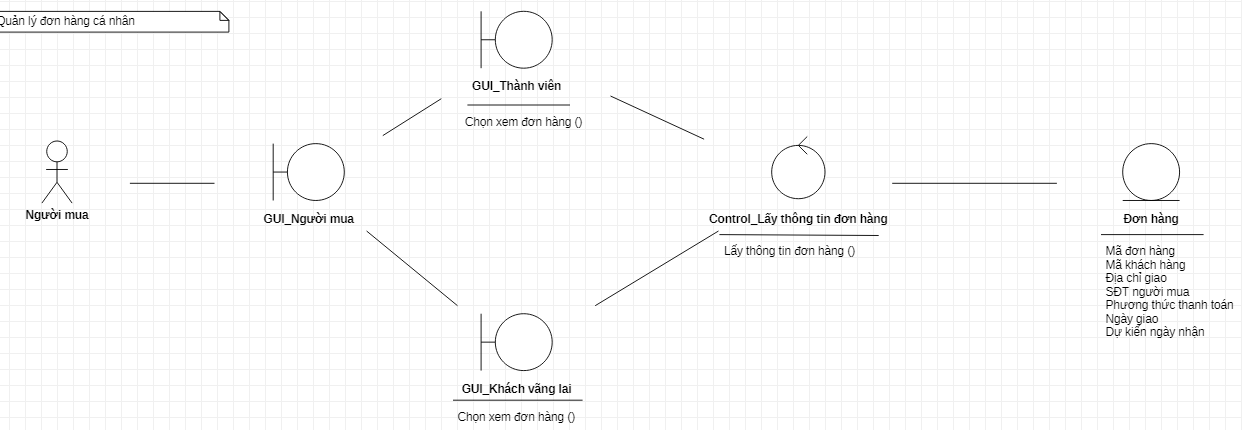 Quản lý đơn hàng cá nhân
GUI_Thành viên
Chọn xem đơn hàng ()
Người mua
GUI_Người mua
Control_Lấy thông tin đơn hàng
Lấy thông tin đơn hàng ()
Đơn hàng
Mã đơn hàng
Mã khách hàng
Địa chỉ giao
SĐT người mua
Phương thức thanh toán
Ngày giao
Dự kiến ngày nhận
GUI_Khách vãng lai
Chọn xem đơn hàng ()